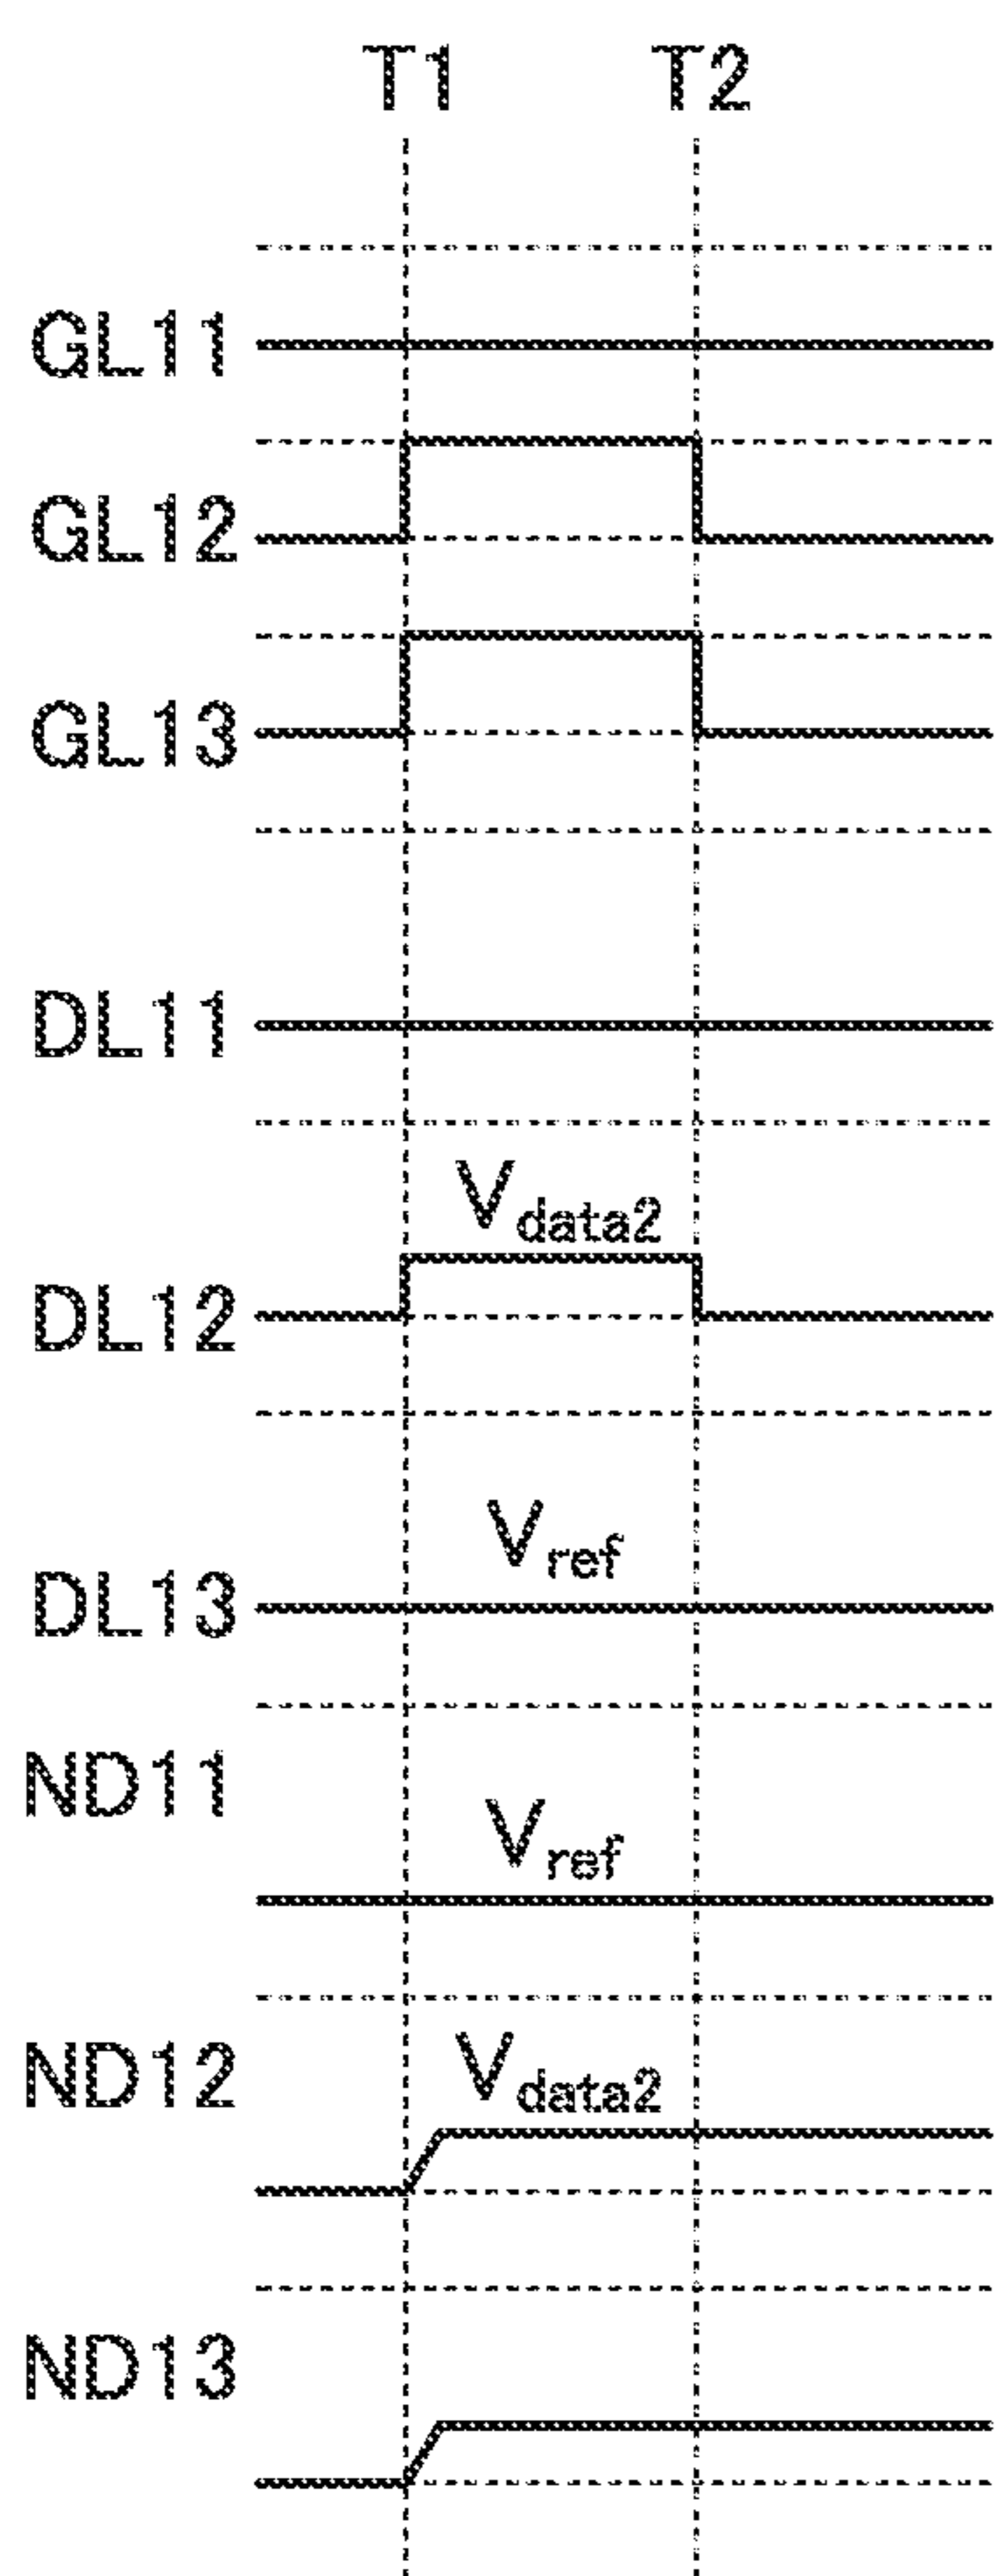 T1 T2
GL11
GL12
GL13
DL11
Vdata2
DL12
Vref
DL13
ND11
Vref
ND12
Vdata2
ND13